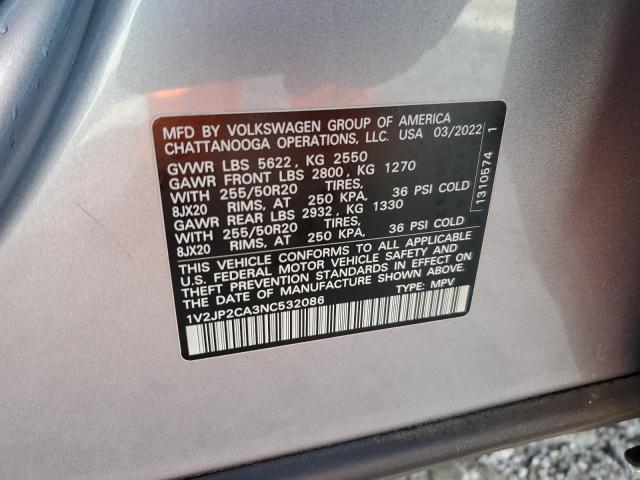 MFD BY VOLKSWAGEN GROUP OF AMERICA
CHATTANOOGA OPERATIONS, LLC. USA 03/2022
GVWR LBS 5622, KG 2550
GAWR FRONT LBS 2800, KG 1270
WITH 255/50R20 TIRES,
8JX20 RIMS, AT 250 KPA, 36 PSI COLD
GAWR REAR LBS 2932, KG 1330
WITH 255/50R20 TIRES,
8JX20 RIMS, AT 250 KPA, 36 PSI COLD
THIS VEHICLE CONFORMS TO ALL APPLICABLE
U.S. FEDERAL MOTOR VEHICLE SAFETY AND
THEFT PREVENTION STANDARDS IN EFFECT ON
THE DATE OF MANUFACTURE SHOWN ABOVE.
1V2JP2CA3NC532086 TYPE: MPV
1310574 1